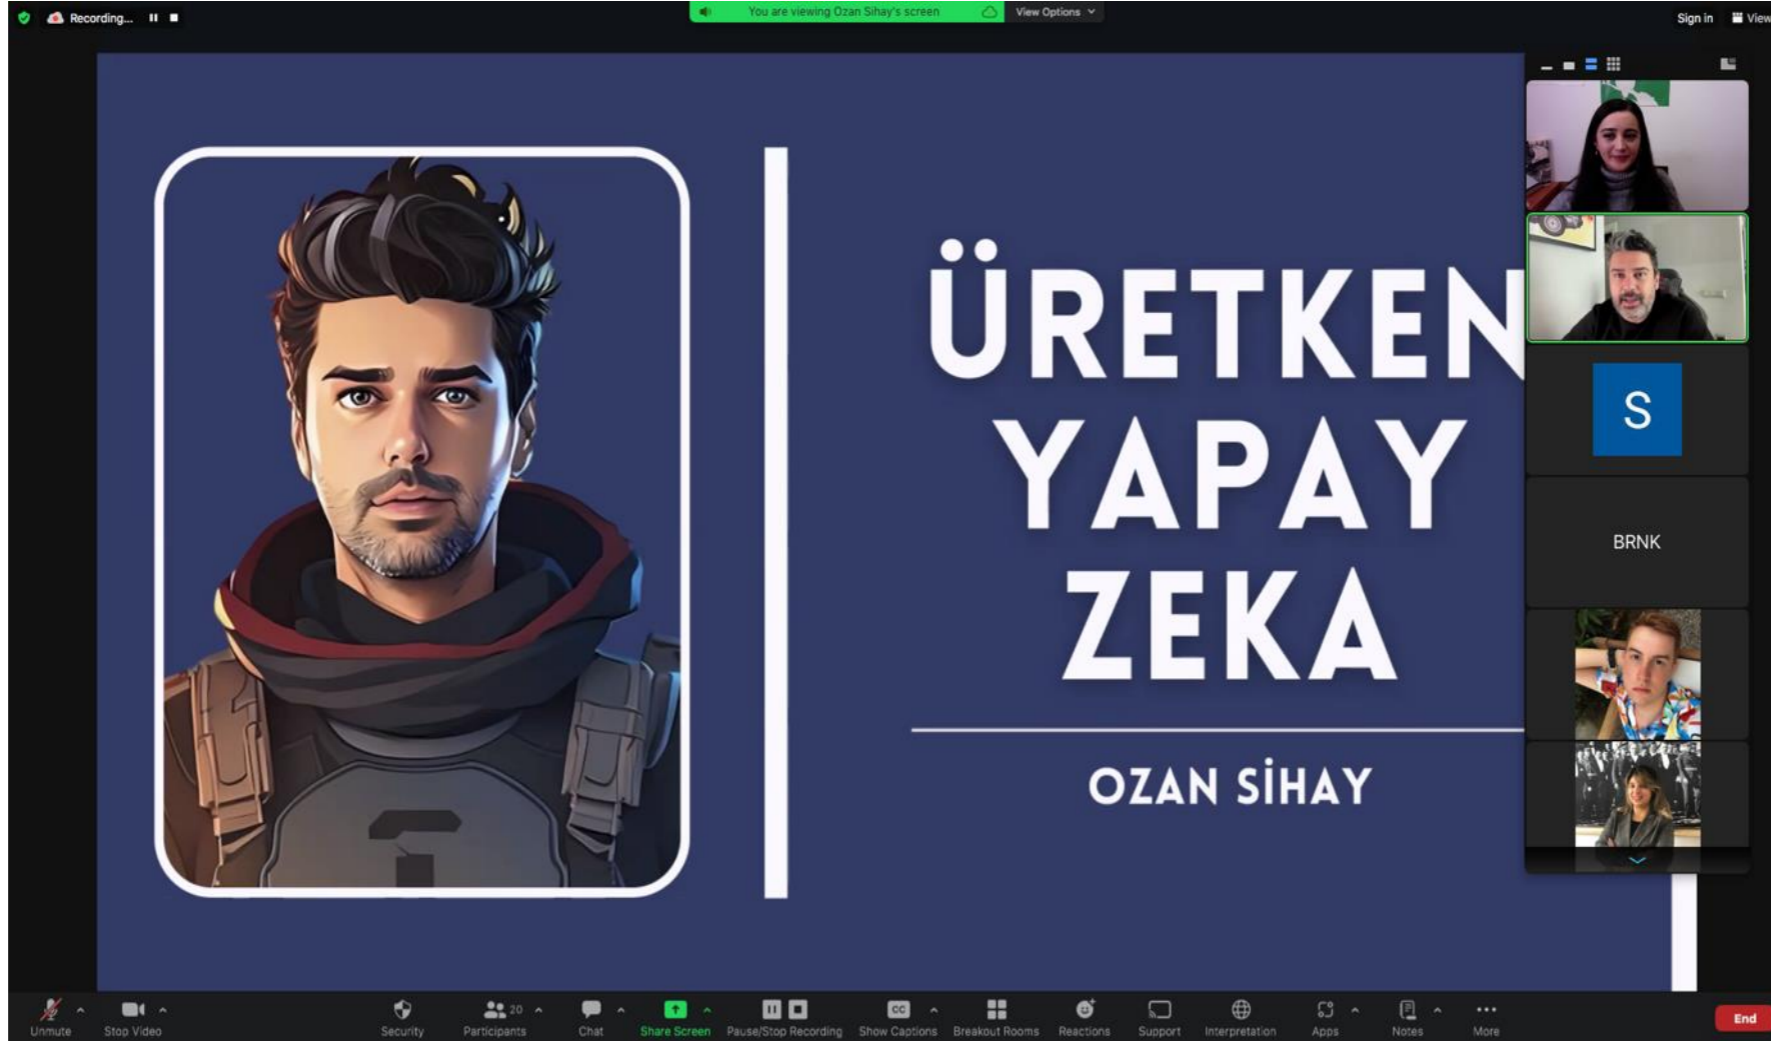 Recording...
You are viewing Ozan Sihay's screen
View Options
Sign in
View
ÜRETKEN
YAPAY
ZEKA
OZAN SİHAY
S
BRNK
Unmute
Stop Video
Security
20
Participants
Chat
Share Screen
Pause/Stop Recording
CC
Show Captions
Breakout Rooms
Reactions
Support
Interpretation
Apps
Notes
More
End